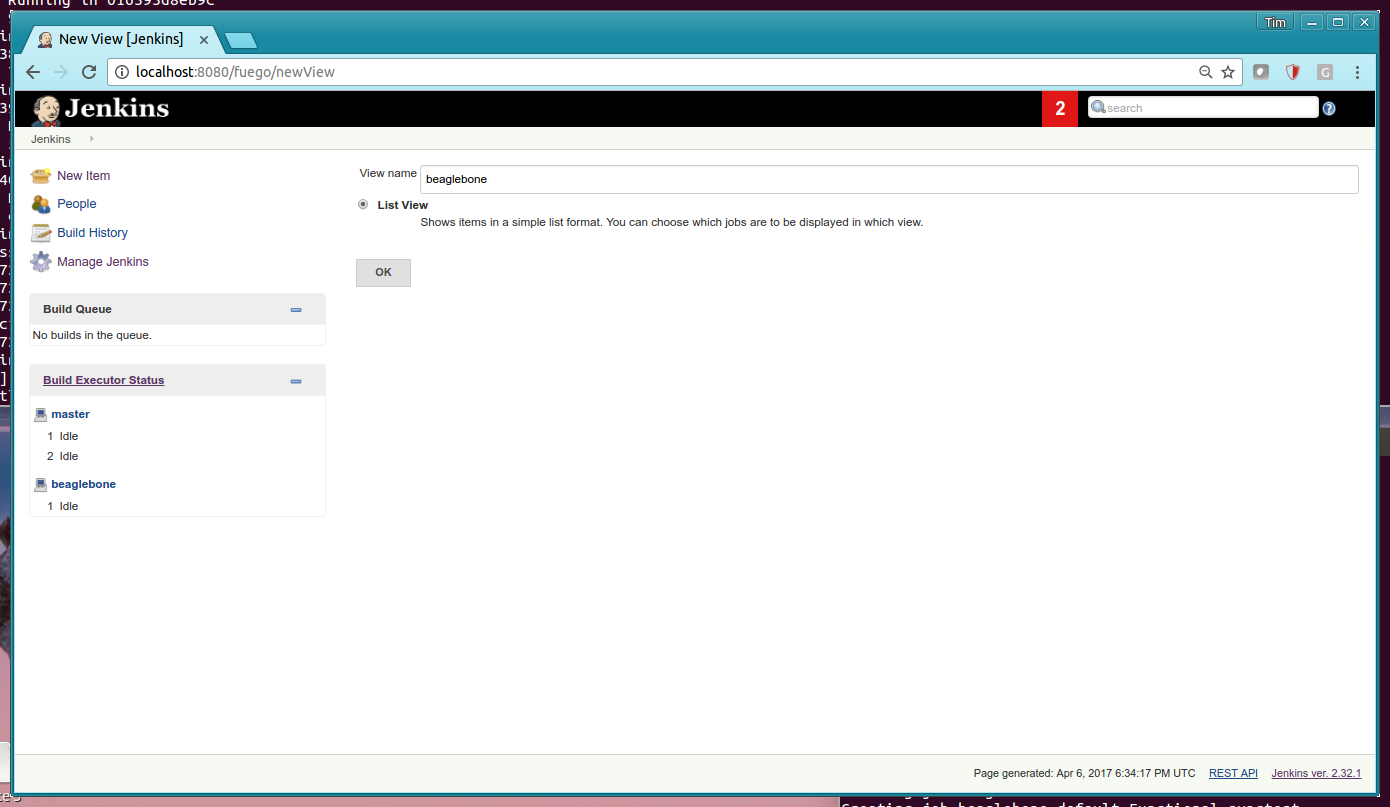 Running in 016393d8eb9c
Tim
New View [Jenkins]
localhost:8080/fuego/newView
G
Jenkins
2
search
?
Jenkins
New Item
People
Build History
Manage Jenkins
View name
beaglebone
List View
Shows items in a simple list format. You can choose which jobs are to be displayed in which view.
OK
Build Queue
No builds in the queue.
Build Executor Status
master
1 Idle
2 Idle
beaglebone
1 Idle
Page generated: Apr 6, 2017 6:34:17 PM UTC
REST API
Jenkins ver. 2.32.1